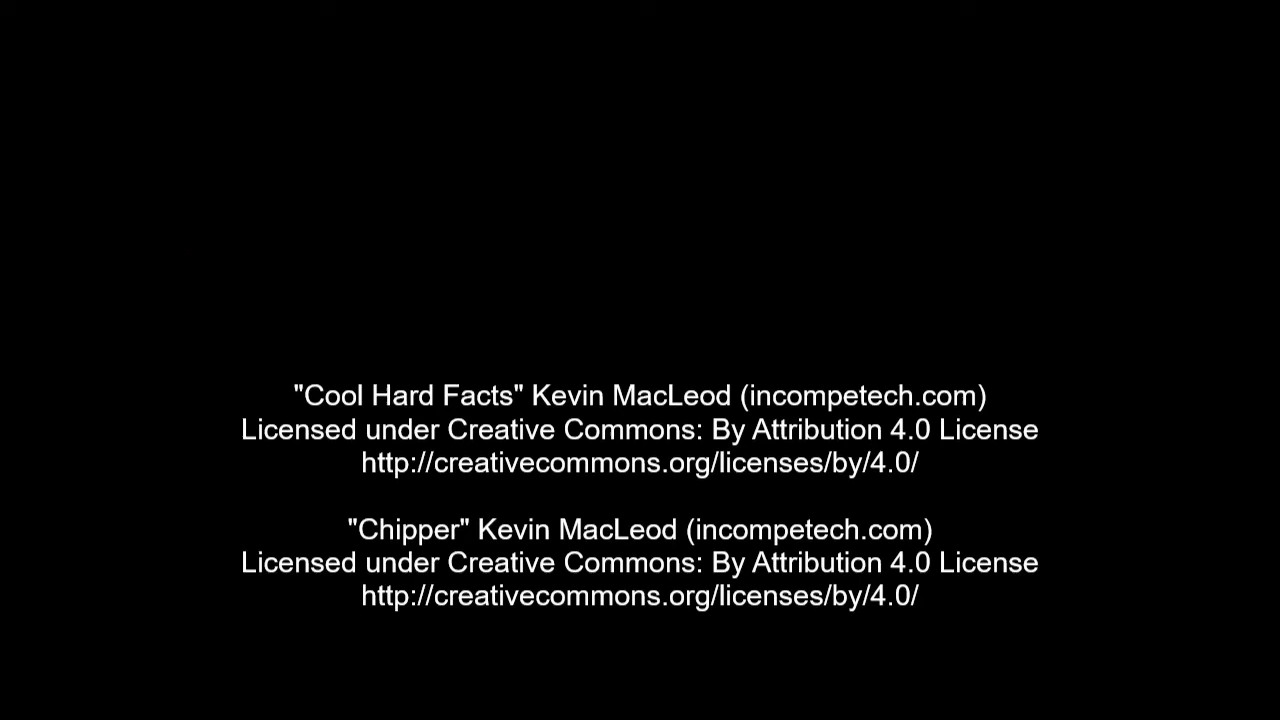 "Cool Hard Facts" Kevin MacLeod (incompetech.com)
Licensed under Creative Commons: By Attribution 4.0 License
http://creativecommons.org/licenses/by/4.0/
"Chipper" Kevin MacLeod (incompetech.com)
Licensed under Creative Commons: By Attribution 4.0 License
http://creativecommons.org/licenses/by/4.0/